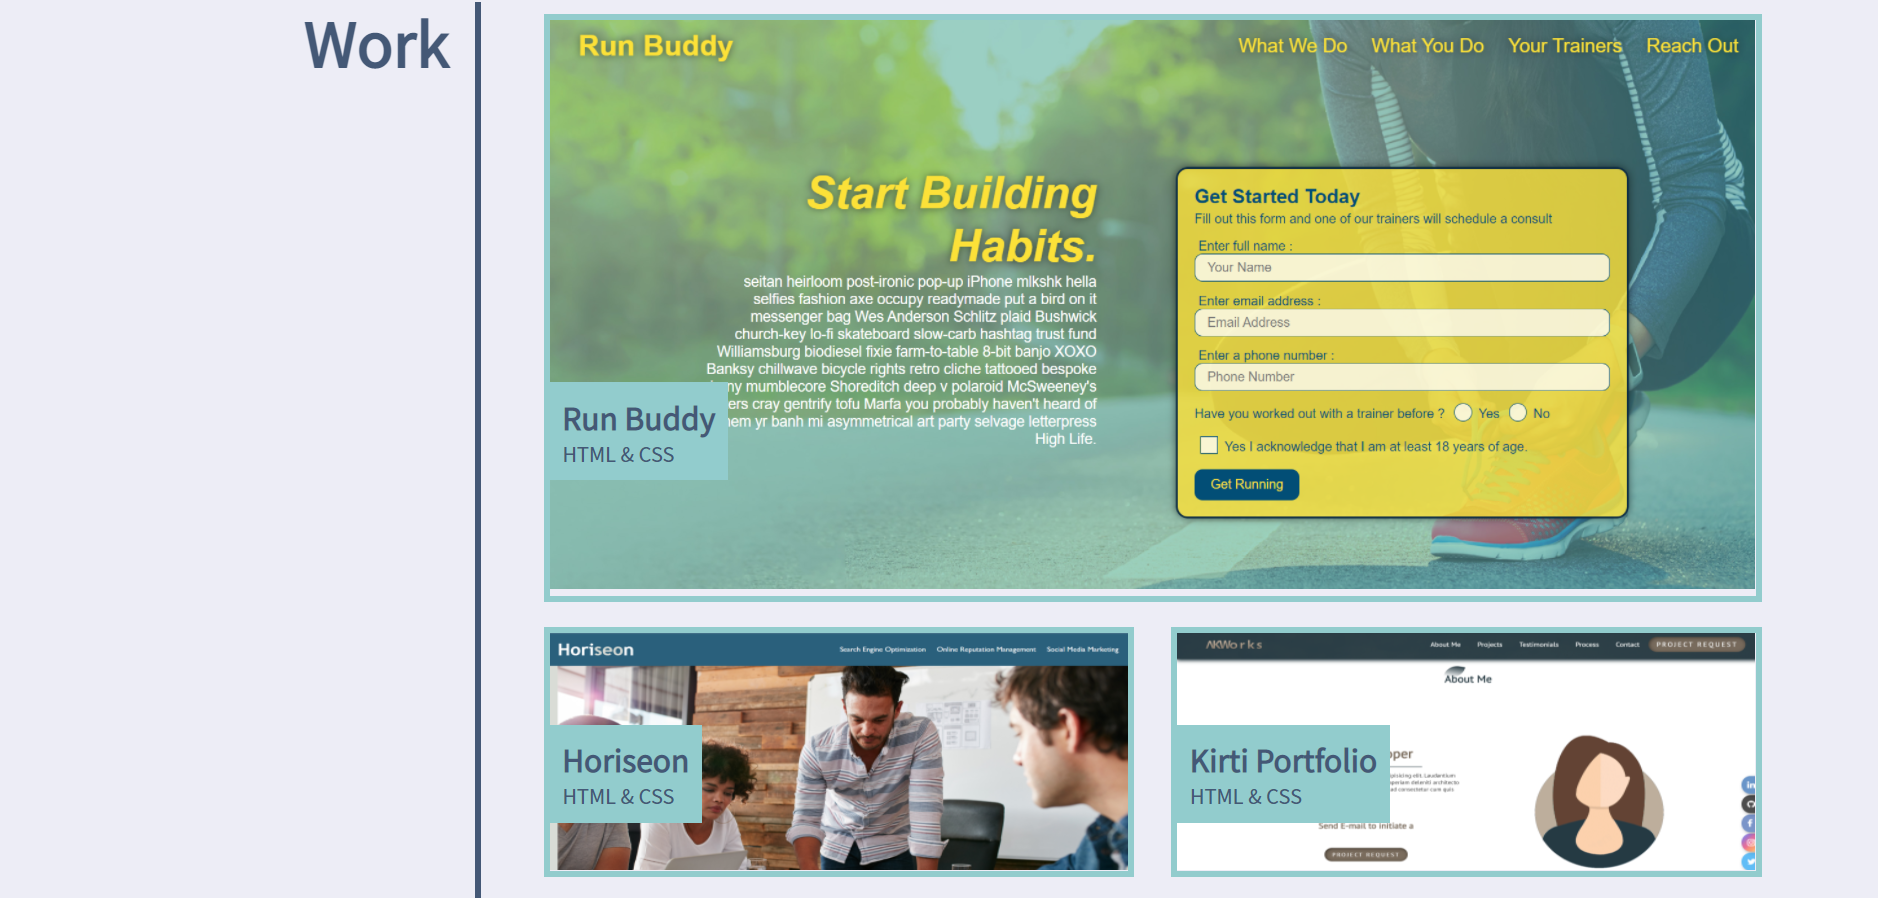 Work
Run Buddy
What We Do What You Do Your Trainers Reach Out
Start Building
Habits.
seitan heirloom post-ironic pop-up iPhone mlkshk hella
selfies fashion axe occupy readymade put a bird on it
messenger bag Wes Anderson Schlitz plaid Bushwick
church-key lo-fi skateboard slow-carb hashtag trust fund
Williamsburg biodiesel fixie farm-to-table 8-bit banjo XOXO
Banksy chillwave bicycle rights retro cliche tattooed bespoke
mumblecore Shoreditch deep v polaroid McSweeney's
cray gentrify tofu Marfa you probably haven't heard of
yr banh mi asymmetrical art party selvage letterpress
High Life.
Get Started Today
Fill out this form and one of our trainers will schedule a consult
Enter full name :
Your Name
Enter email address :
Email Address
Enter a phone number :
Phone Number
Have you worked out with a trainer before ? Yes No
Yes I acknowledge that I am at least 18 years of age.
Get Running
Run Buddy
HTML & CSS
Horiseon
Search Engine Optimization Online Reputation Management Social Media Marketing
Horiseon
HTML & CSS
AKWorks
About Me Projects Testimonials Process Contact PROJECT REQUEST
About Me
Kirti Portfolio
HTML & CSS
elit. Laudantium
deleniti architecto
ad consectetur cum quis
Send E-mail to initiate a
PROJECT REQUEST